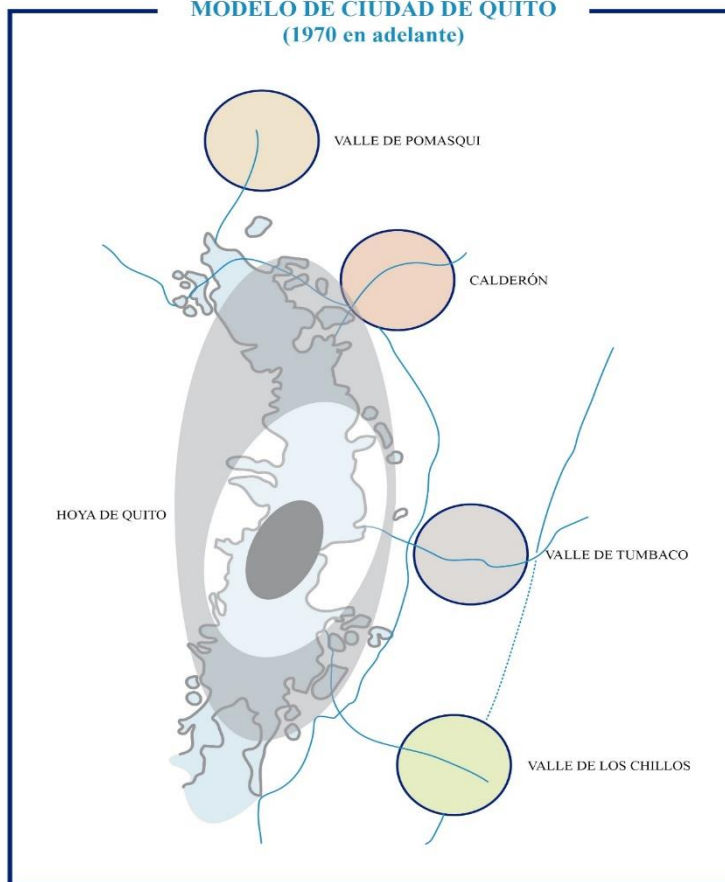 MODELO DE CIUDAD DE QUITO
(1970 en adelante)
VALLE DE POMASQUI
CALDERÓN
HOYA DE QUITO
VALLE DE TUMBACO
VALLE DE LOS CHILLOS